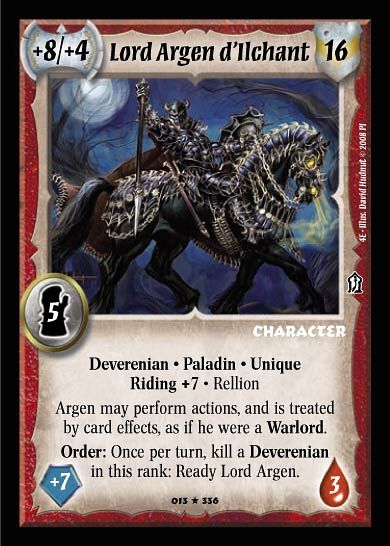 +8/+4
Lord Argen d'Ilchant
16
4E • Illus. David Hudnut © 2008 PI
5
CHARACTER
Deverenian • Paladin • Unique
Riding +7 • Rellion
Argen may perform actions, and is treated
by card effects, as if he were a Warlord.
Order: Once per turn, kill a Deverenian
in this rank: Ready Lord Argen.
+7
3
013 ★ 336